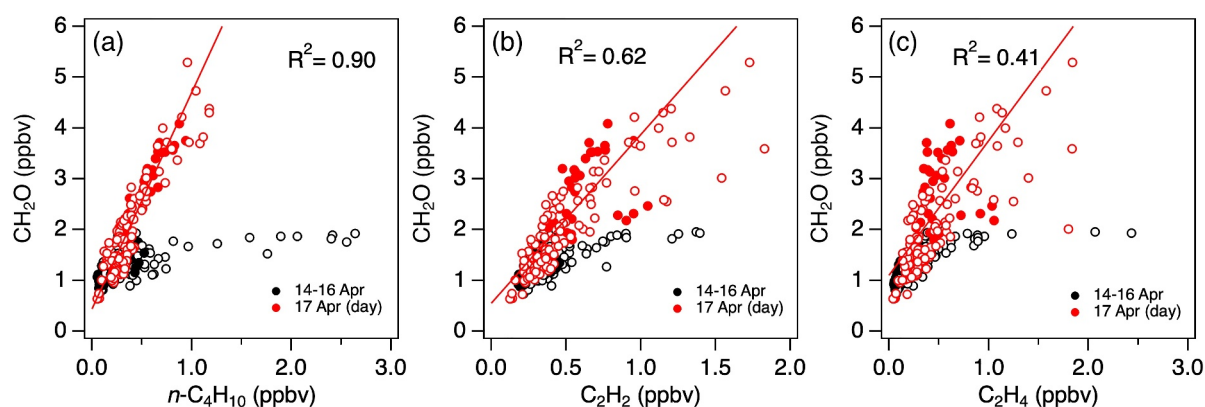 (a)
R²= 0.90
CH₂O (ppbv)
6
5
4
3
2
1
0
14-16 Apr
17 Apr (day)
0.0
1.0
2.0
3.0
n-C₄H₁₀ (ppbv)
(b)
R²= 0.62
CH₂O (ppbv)
6
5
4
3
2
1
0
14-16 Apr
17 Apr (day)
0.0
0.5
1.0
1.5
2.0
C₂H₂ (ppbv)
(c)
R²= 0.41
CH₂O (ppbv)
6
5
4
3
2
1
0
14-16 Apr
17 Apr (day)
0.0
1.0
2.0
3.0
C₂H₄ (ppbv)